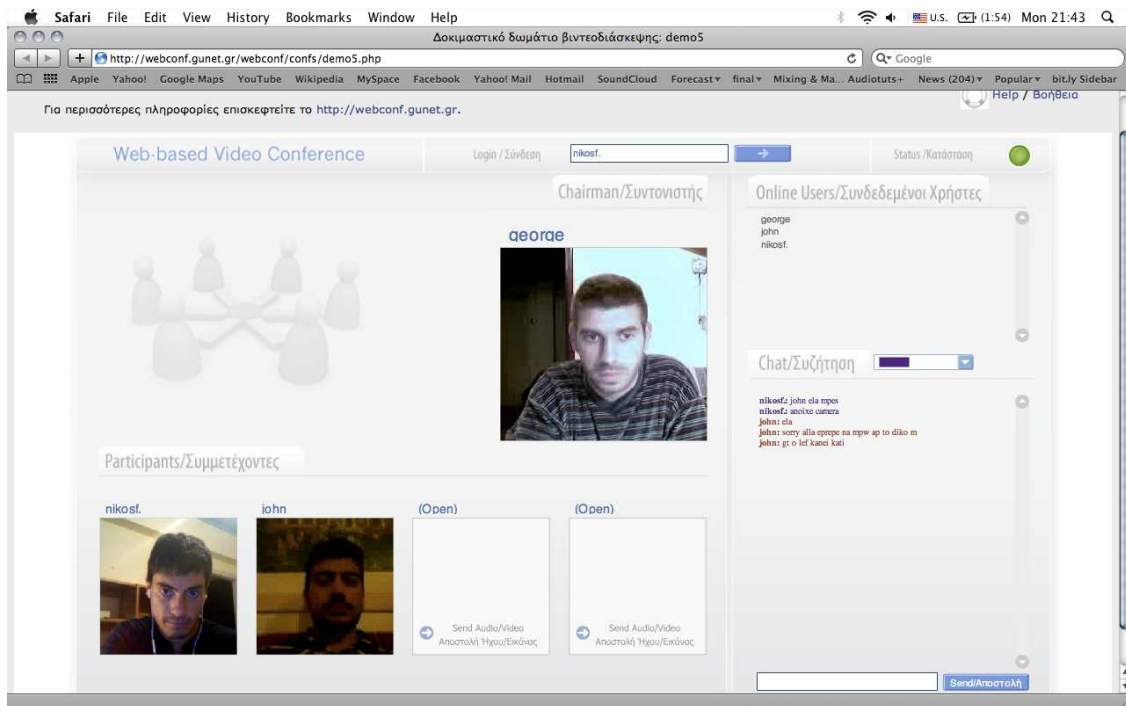 Safari File Edit View History Bookmarks Window Help U.S. (1:54) Mon 21:43
Δοκιμαστικό δωμάτιο βιντεοδιάσκεψης: demo5
http://webconf.gunet.gr/webconf/confs/demo5.php Google
Apple Yahoo! Google Maps YouTube Wikipedia MySpace Facebook Yahoo! Mail Hotmail SoundCloud Forecast final Mixing & Ma... Audiotuts+ News (204) Popular bit.ly Sidebar
Help / Βοήθεια
Για περισσότερες πληροφορίες επισκεφτείτε το http://webconf.gunet.gr.
Web-based Video Conference Login / Σύνδεση nikosf. Status /Κατάσταση
Chairman/Συντονιστής
george
Online Users/Συνδεδεμένοι Χρήστες
george
john
nikosf.
Chat/Συζήτηση
nikosf.: john ela mpes
nikosf.: anoixe camera
john: ela
john: sorry alla eprepe na mpw ap to diko m
john: gt o lef kanei kati
Participants/Συμμετέχοντες
nikosf. john (Open) (Open)
Send Audio/Video Send Audio/Video
Αποστολή Ήχου/Εικόνας Αποστολή Ήχου/Εικόνας
Send/Αποστολή